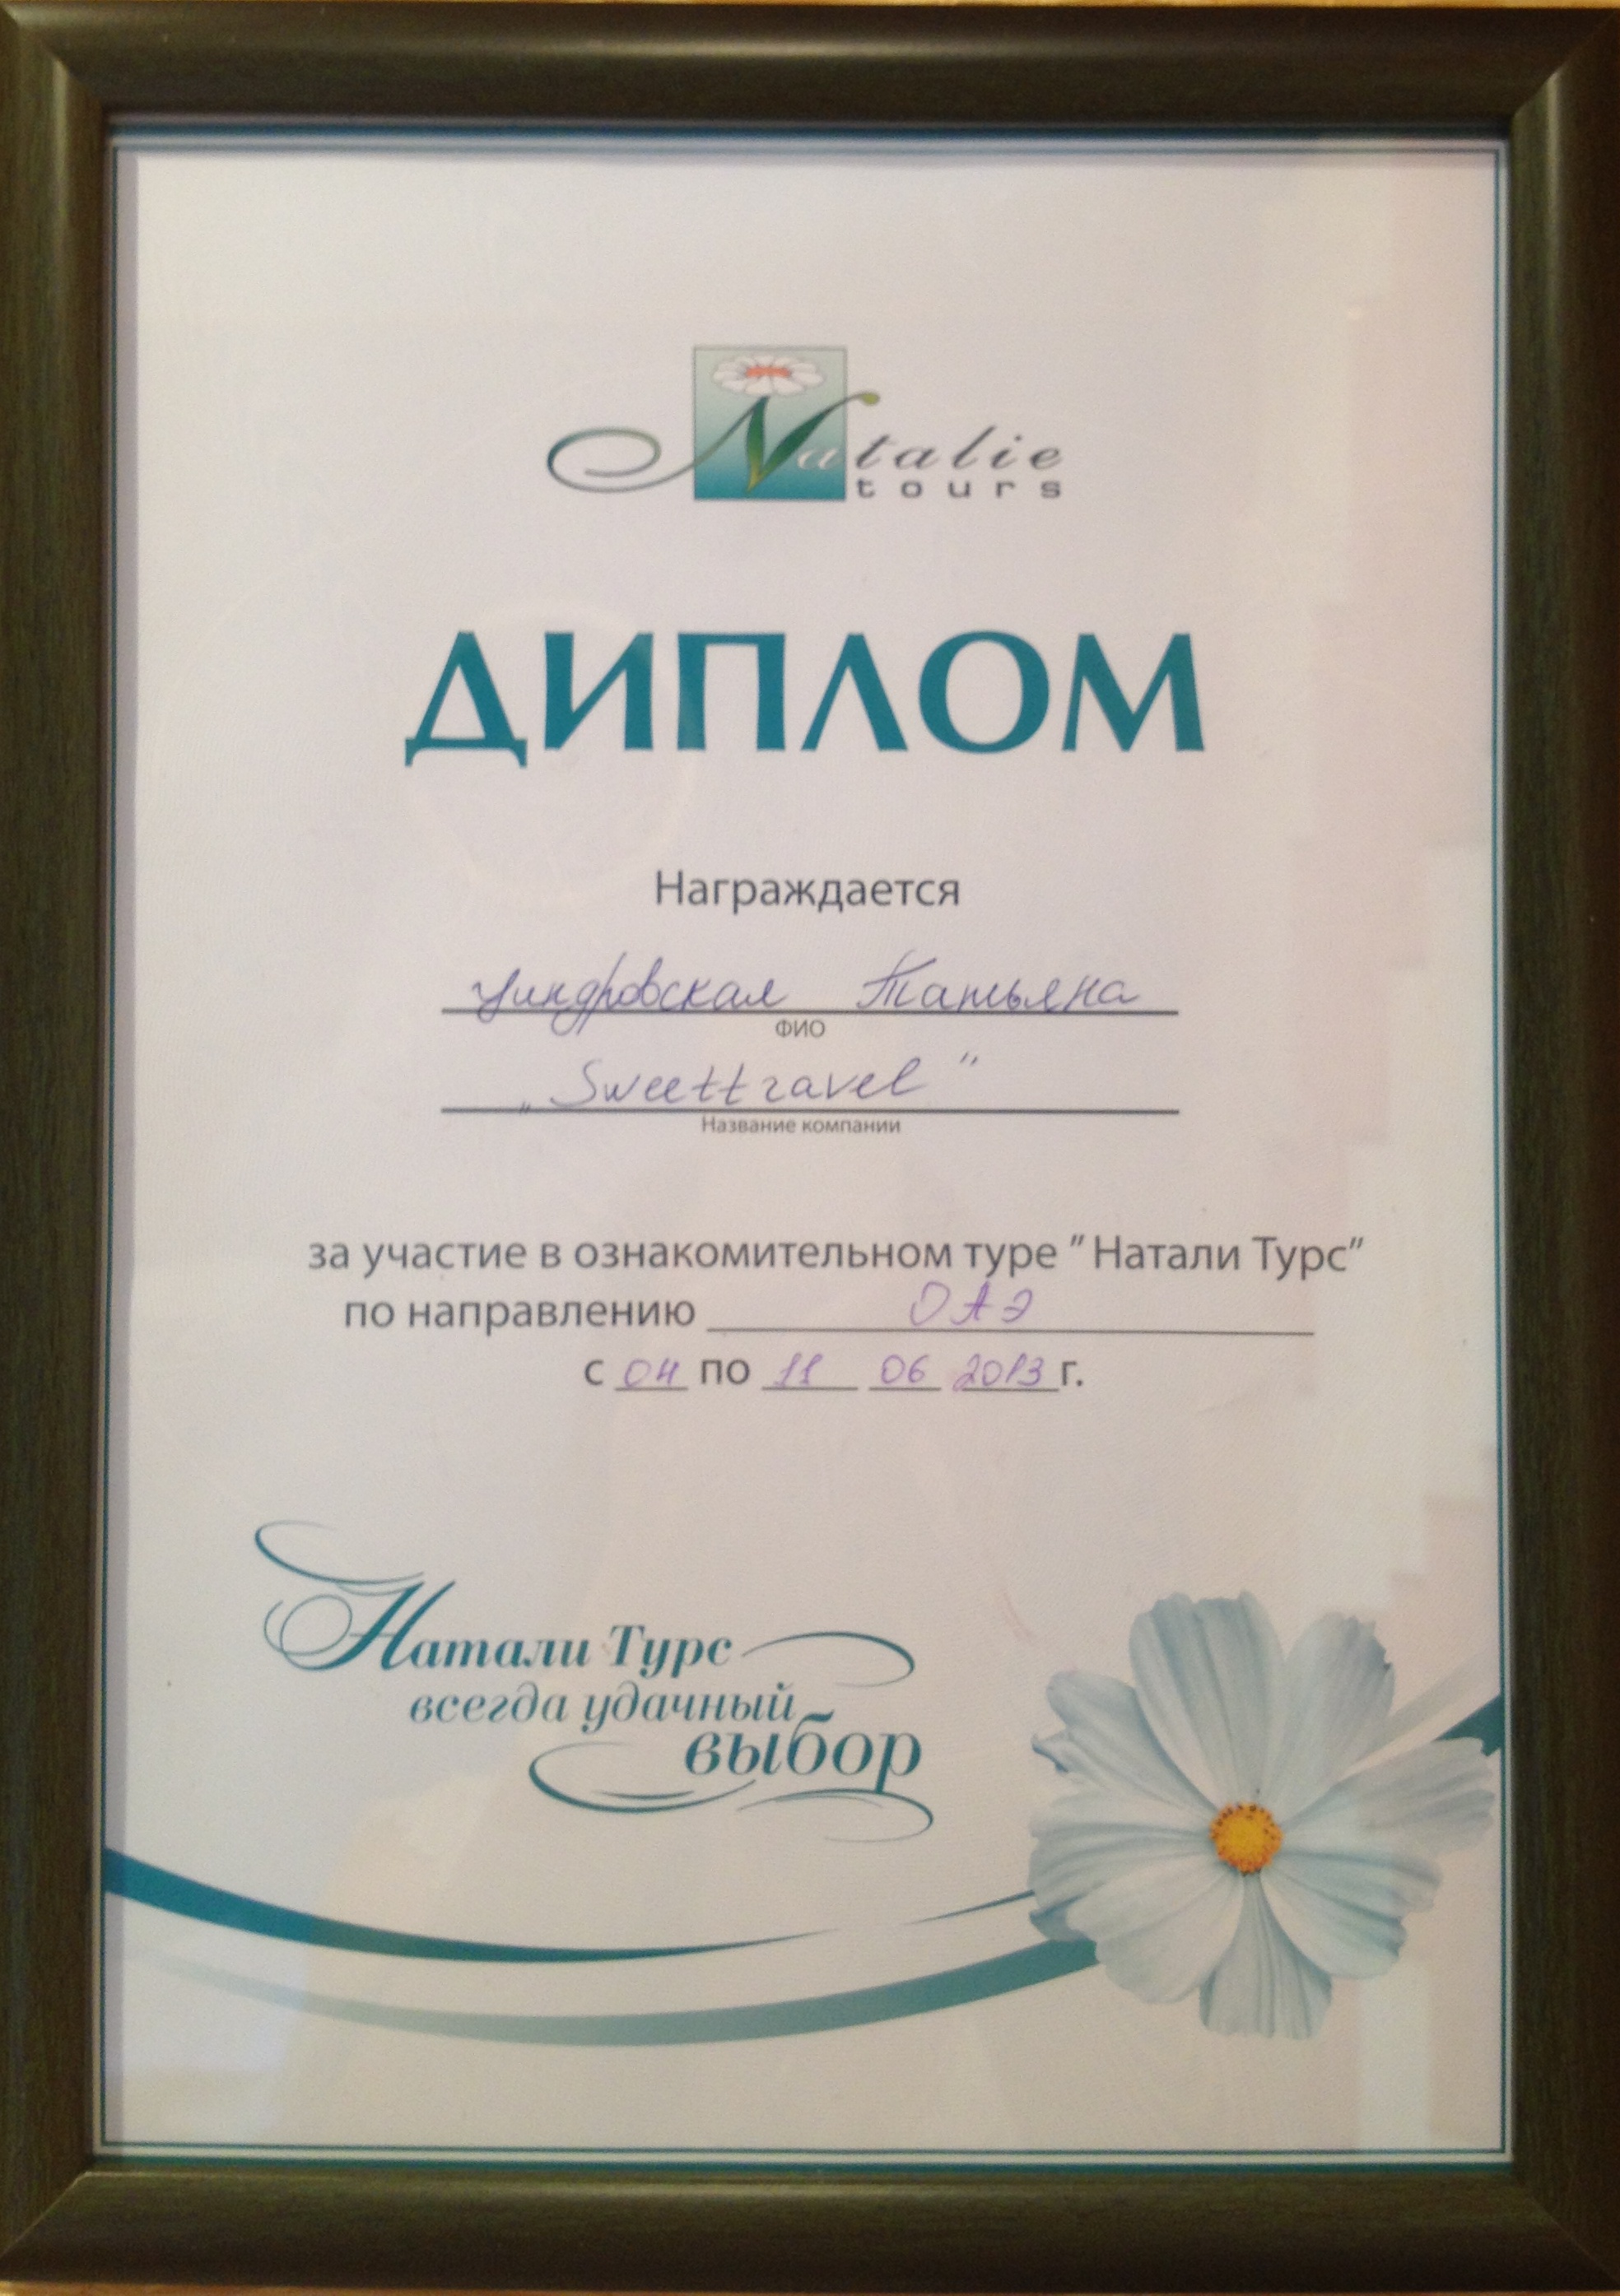 Natalie
tours
ДИПЛОМ
Награждается
Татьяна
ФИО
„Sweettravel"
Название компании
за участие в ознакомительном туре " Натали Турс"
по направлению ОАЭ
с 04 по 11 06 2013 г.
Натали Турс
всегда удачный
выбор